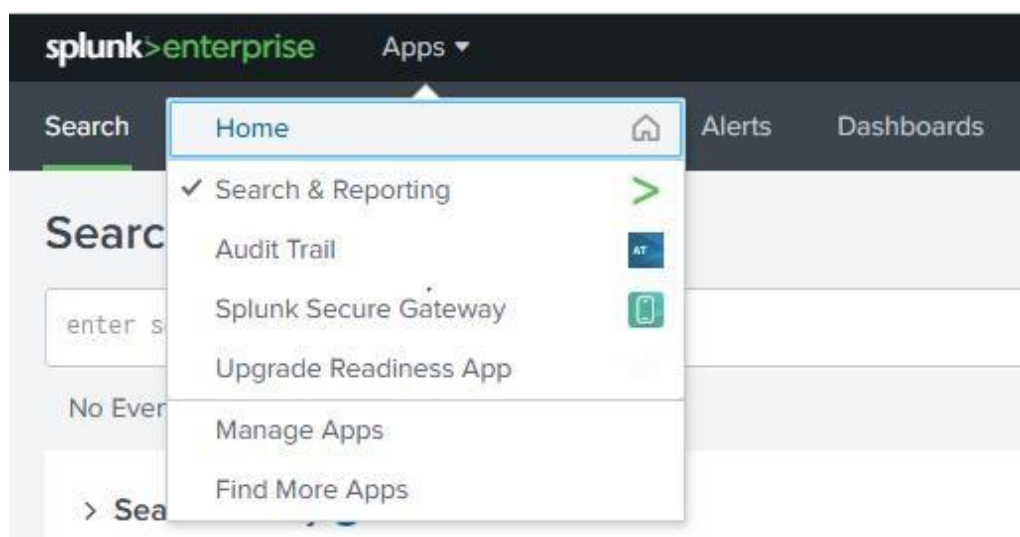 splunk>enterprise Apps
Search Home Alerts Dashboards
Search & Reporting
Searc
Audit Trail
AT
Splunk Secure Gateway
enter s
Upgrade Readiness App
No Even
Manage Apps
Find More Apps
> Sea